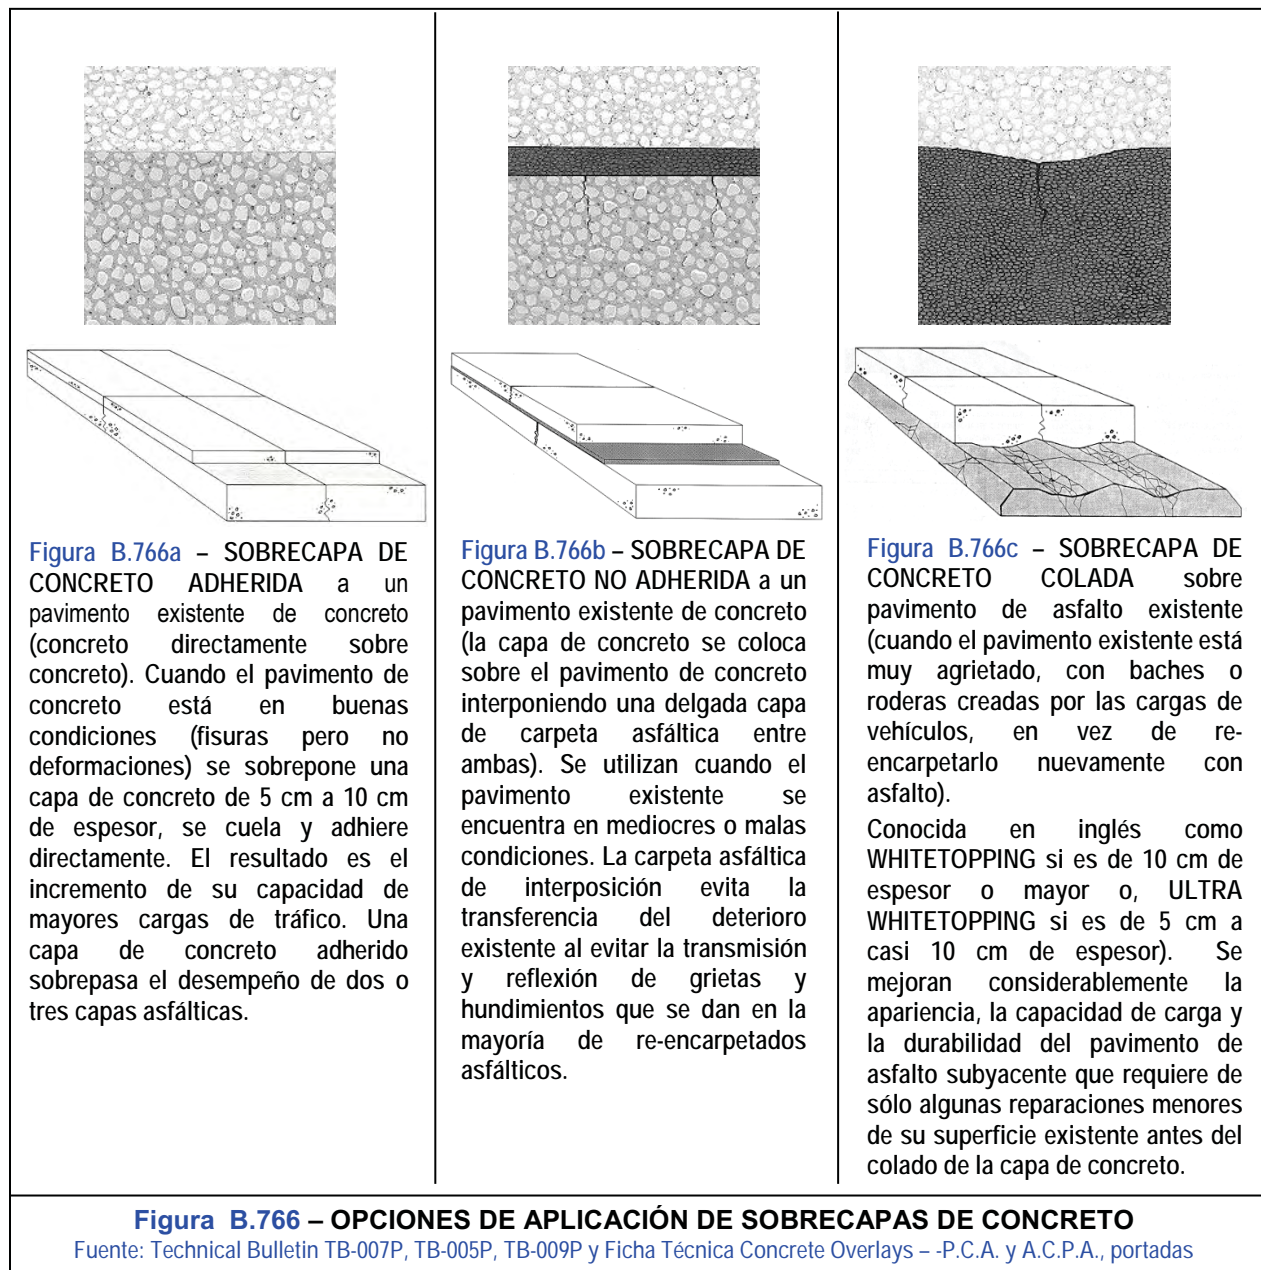 Figura B.766a – SOBRECAPA DE
CONCRETO ADHERIDA a un
pavimento existente de concreto
(concreto directamente sobre
concreto). Cuando el pavimento de
concreto está en buenas
condiciones (fisuras pero no
deformaciones) se sobrepone una
capa de concreto de 5 cm a 10 cm
de espesor, se cuela y adhiere
directamente. El resultado es el
incremento de su capacidad de
mayores cargas de tráfico. Una
capa de concreto adherido
sobrepasa el desempeño de dos o
tres capas asfálticas.
Figura B.766b – SOBRECAPA DE
CONCRETO NO ADHERIDA a un
pavimento existente de concreto
(la capa de concreto se coloca
sobre el pavimento de concreto
interponiendo una delgada capa
de carpeta asfáltica entre
ambas). Se utilizan cuando el
pavimento existente se
encuentra en mediocres o malas
condiciones. La carpeta asfáltica
de interposición evita la
transferencia del deterioro
existente al evitar la transmisión
y reflexión de grietas y
hundimientos que se dan en la
mayoría de re-encarpetados
asfálticos.
Figura B.766c – SOBRECAPA DE
CONCRETO COLADA sobre
pavimento de asfalto existente
(cuando el pavimento existente está
muy agrietado, con baches o
roderas creadas por las cargas de
vehículos, en vez de re-
encarpetarlo nuevamente con
asfalto).
Conocida en inglés como
WHITETOPPING si es de 10 cm de
espesor o mayor o, ULTRA
WHITETOPPING si es de 5 cm a
casi 10 cm de espesor). Se
mejoran considerablemente la
apariencia, la capacidad de carga y
la durabilidad del pavimento de
asfalto subyacente que requiere de
sólo algunas reparaciones menores
de su superficie existente antes del
colado de la capa de concreto.
Figura B.766 – OPCIONES DE APLICACIÓN DE SOBRECAPAS DE CONCRETO
Fuente: Technical Bulletin TB-007P, TB-005P, TB-009P y Ficha Técnica Concrete Overlays – -P.C.A. y A.C.P.A., portadas